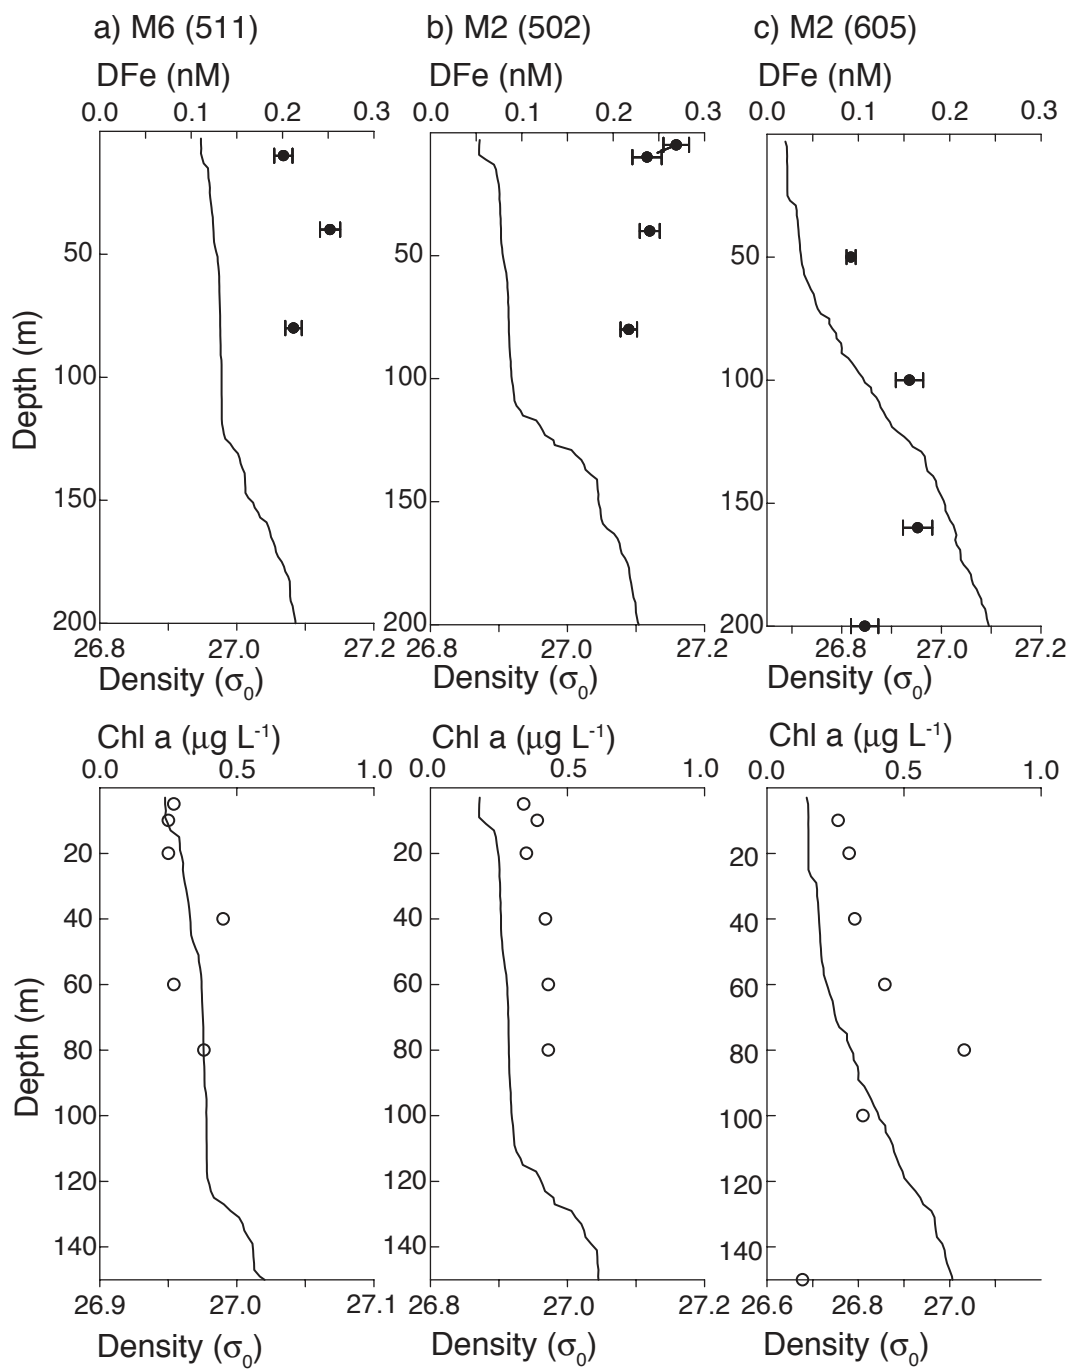 a) M6 (511) b) M2 (502) c) M2 (605)
DFe (nM) DFe (nM) DFe (nM)
0.0 0.1 0.2 0.3 0.0 0.1 0.2 0.3 0.0 0.1 0.2 0.3
Depth (m)
50 50 50
100 100 100
150 150 150
200 200 200
26.8 27.0 27.2 26.8 27.0 27.2 26.8 27.0 27.2
Density (σ₀) Density (σ₀) Density (σ₀)
Chl a (μg L⁻¹) Chl a (μg L⁻¹) Chl a (μg L⁻¹)
0.0 0.5 1.0 0.0 0.5 1.0 0.0 0.5 1.0
Depth (m)
20 20 20
40 40 40
60 60 60
80 80 80
100 100 100
120 120 120
140 140 140
26.9 27.0 27.1 26.8 27.0 27.2 26.6 26.8 27.0
Density (σ₀) Density (σ₀) Density (σ₀)